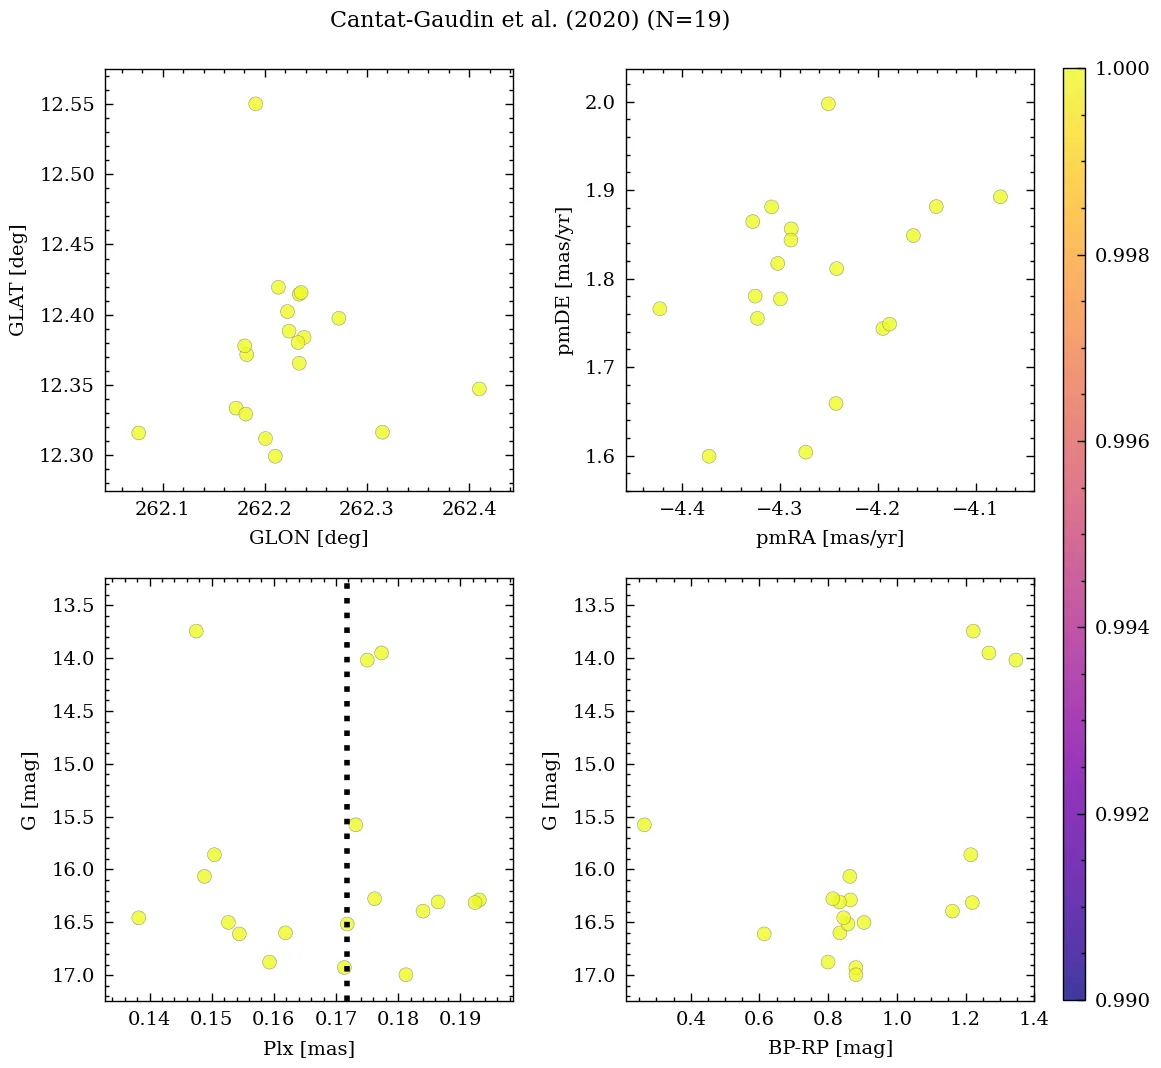 Cantat-Gaudin et al. (2020) (N=19)
12.55
12.50
12.45
12.40
12.35
12.30
GLAT [deg]
262.1 262.2 262.3 262.4
GLON [deg]
2.0
1.9
1.8
1.7
1.6
pmDE [mas/yr]
−4.4 −4.3 −4.2 −4.1
pmRA [mas/yr]
13.5
14.0
14.5
15.0
15.5
16.0
16.5
17.0
G [mag]
0.14 0.15 0.16 0.17 0.18 0.19
Plx [mas]
13.5
14.0
14.5
15.0
15.5
16.0
16.5
17.0
G [mag]
0.4 0.6 0.8 1.0 1.2 1.4
BP-RP [mag]
1.000
0.998
0.996
0.994
0.992
0.990